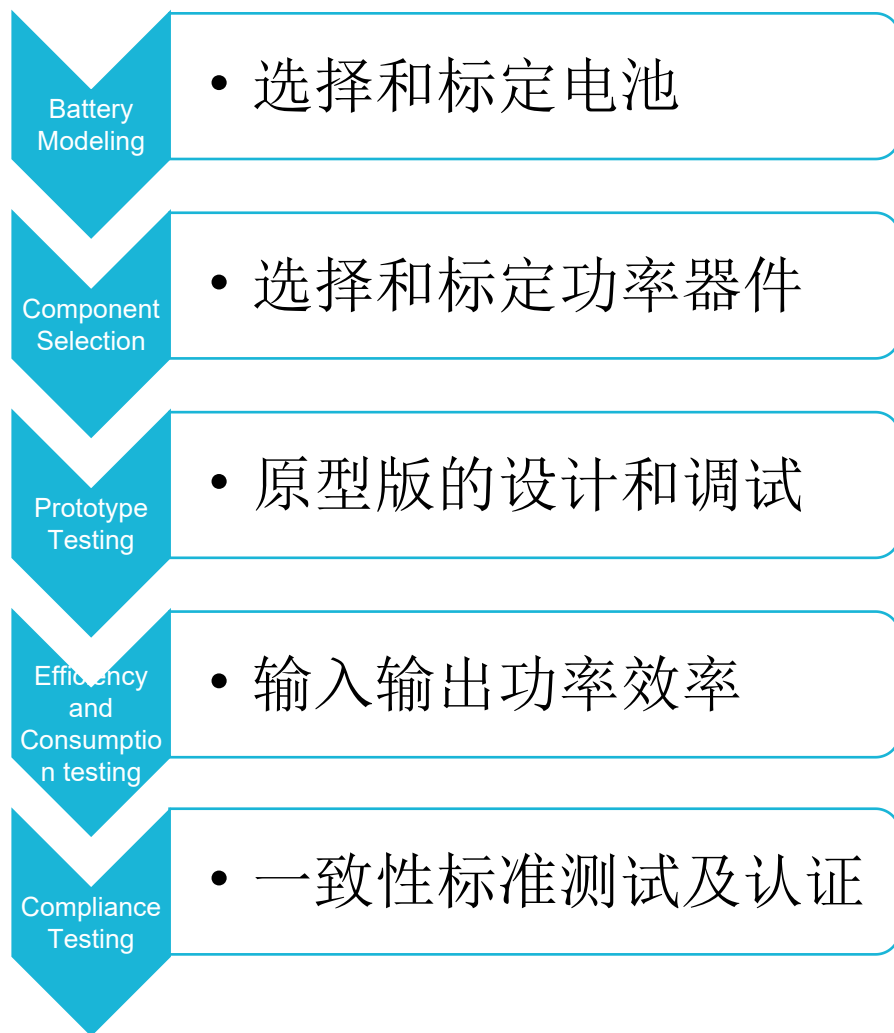 Battery
Modeling
• 选择和标定电池
Component
Selection
• 选择和标定功率器件
Prototype
Testing
• 原型版的设计和调试
Efficiency
and
Consumptio
n testing
• 输入输出功率效率
Compliance
Testing
• 一致性标准测试及认证